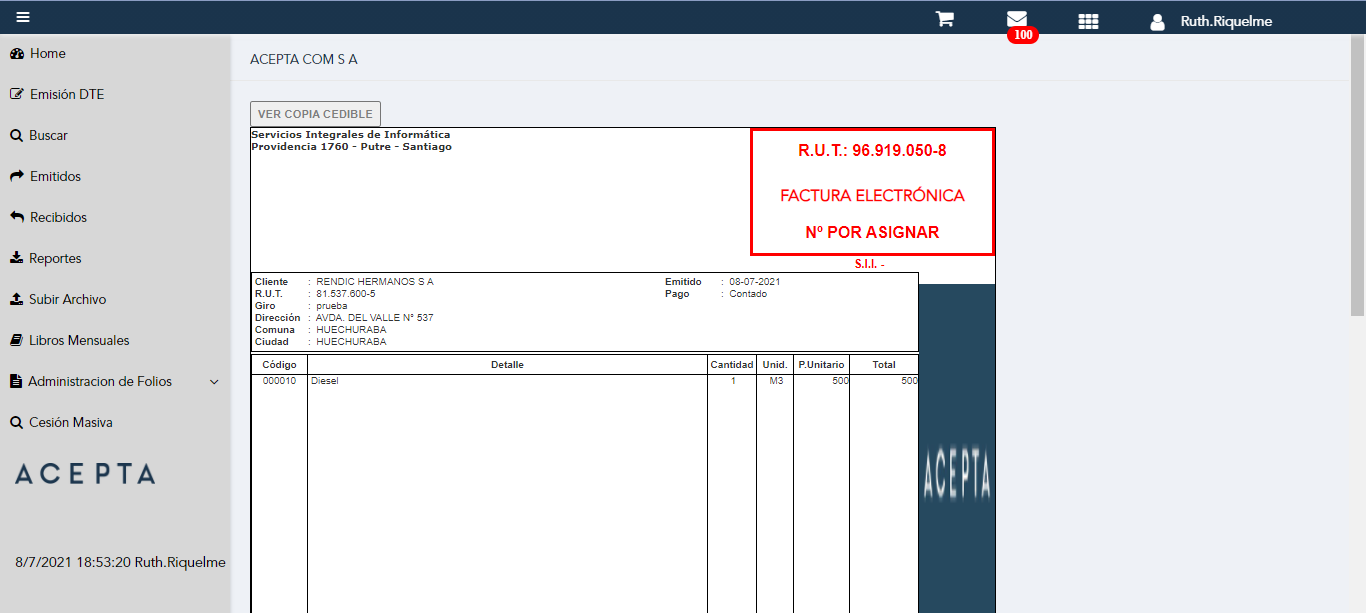 Ruth.Riquelme
100
Home
Emisión DTE
Buscar
Emitidos
Recibidos
Reportes
Subir Archivo
Libros Mensuales
Administracion de Folios
Cesión Masiva
ACEPTA
8/7/2021 18:53:20 Ruth.Riquelme
ACEPTA COM S A
VER COPIA CEDIBLE
Servicios Integrales de Informática
Providencia 1760 - Putre - Santiago
R.U.T.: 96.919.050-8
FACTURA ELECTRÓNICA
Nº POR ASIGNAR
S.I.I. -
Cliente : RENDIC HERMANOS S A Emitido : 08-07-2021
R.U.T. : 81.537.600-5 Pago : Contado
Giro : prueba
Dirección : AVDA. DEL VALLE N° 537
Comuna : HUECHURABA
Ciudad : HUECHURABA
Código Detalle Cantidad Unid. P.Unitario Total
000010 Diesel 1 M3 500 500
ACEPTA